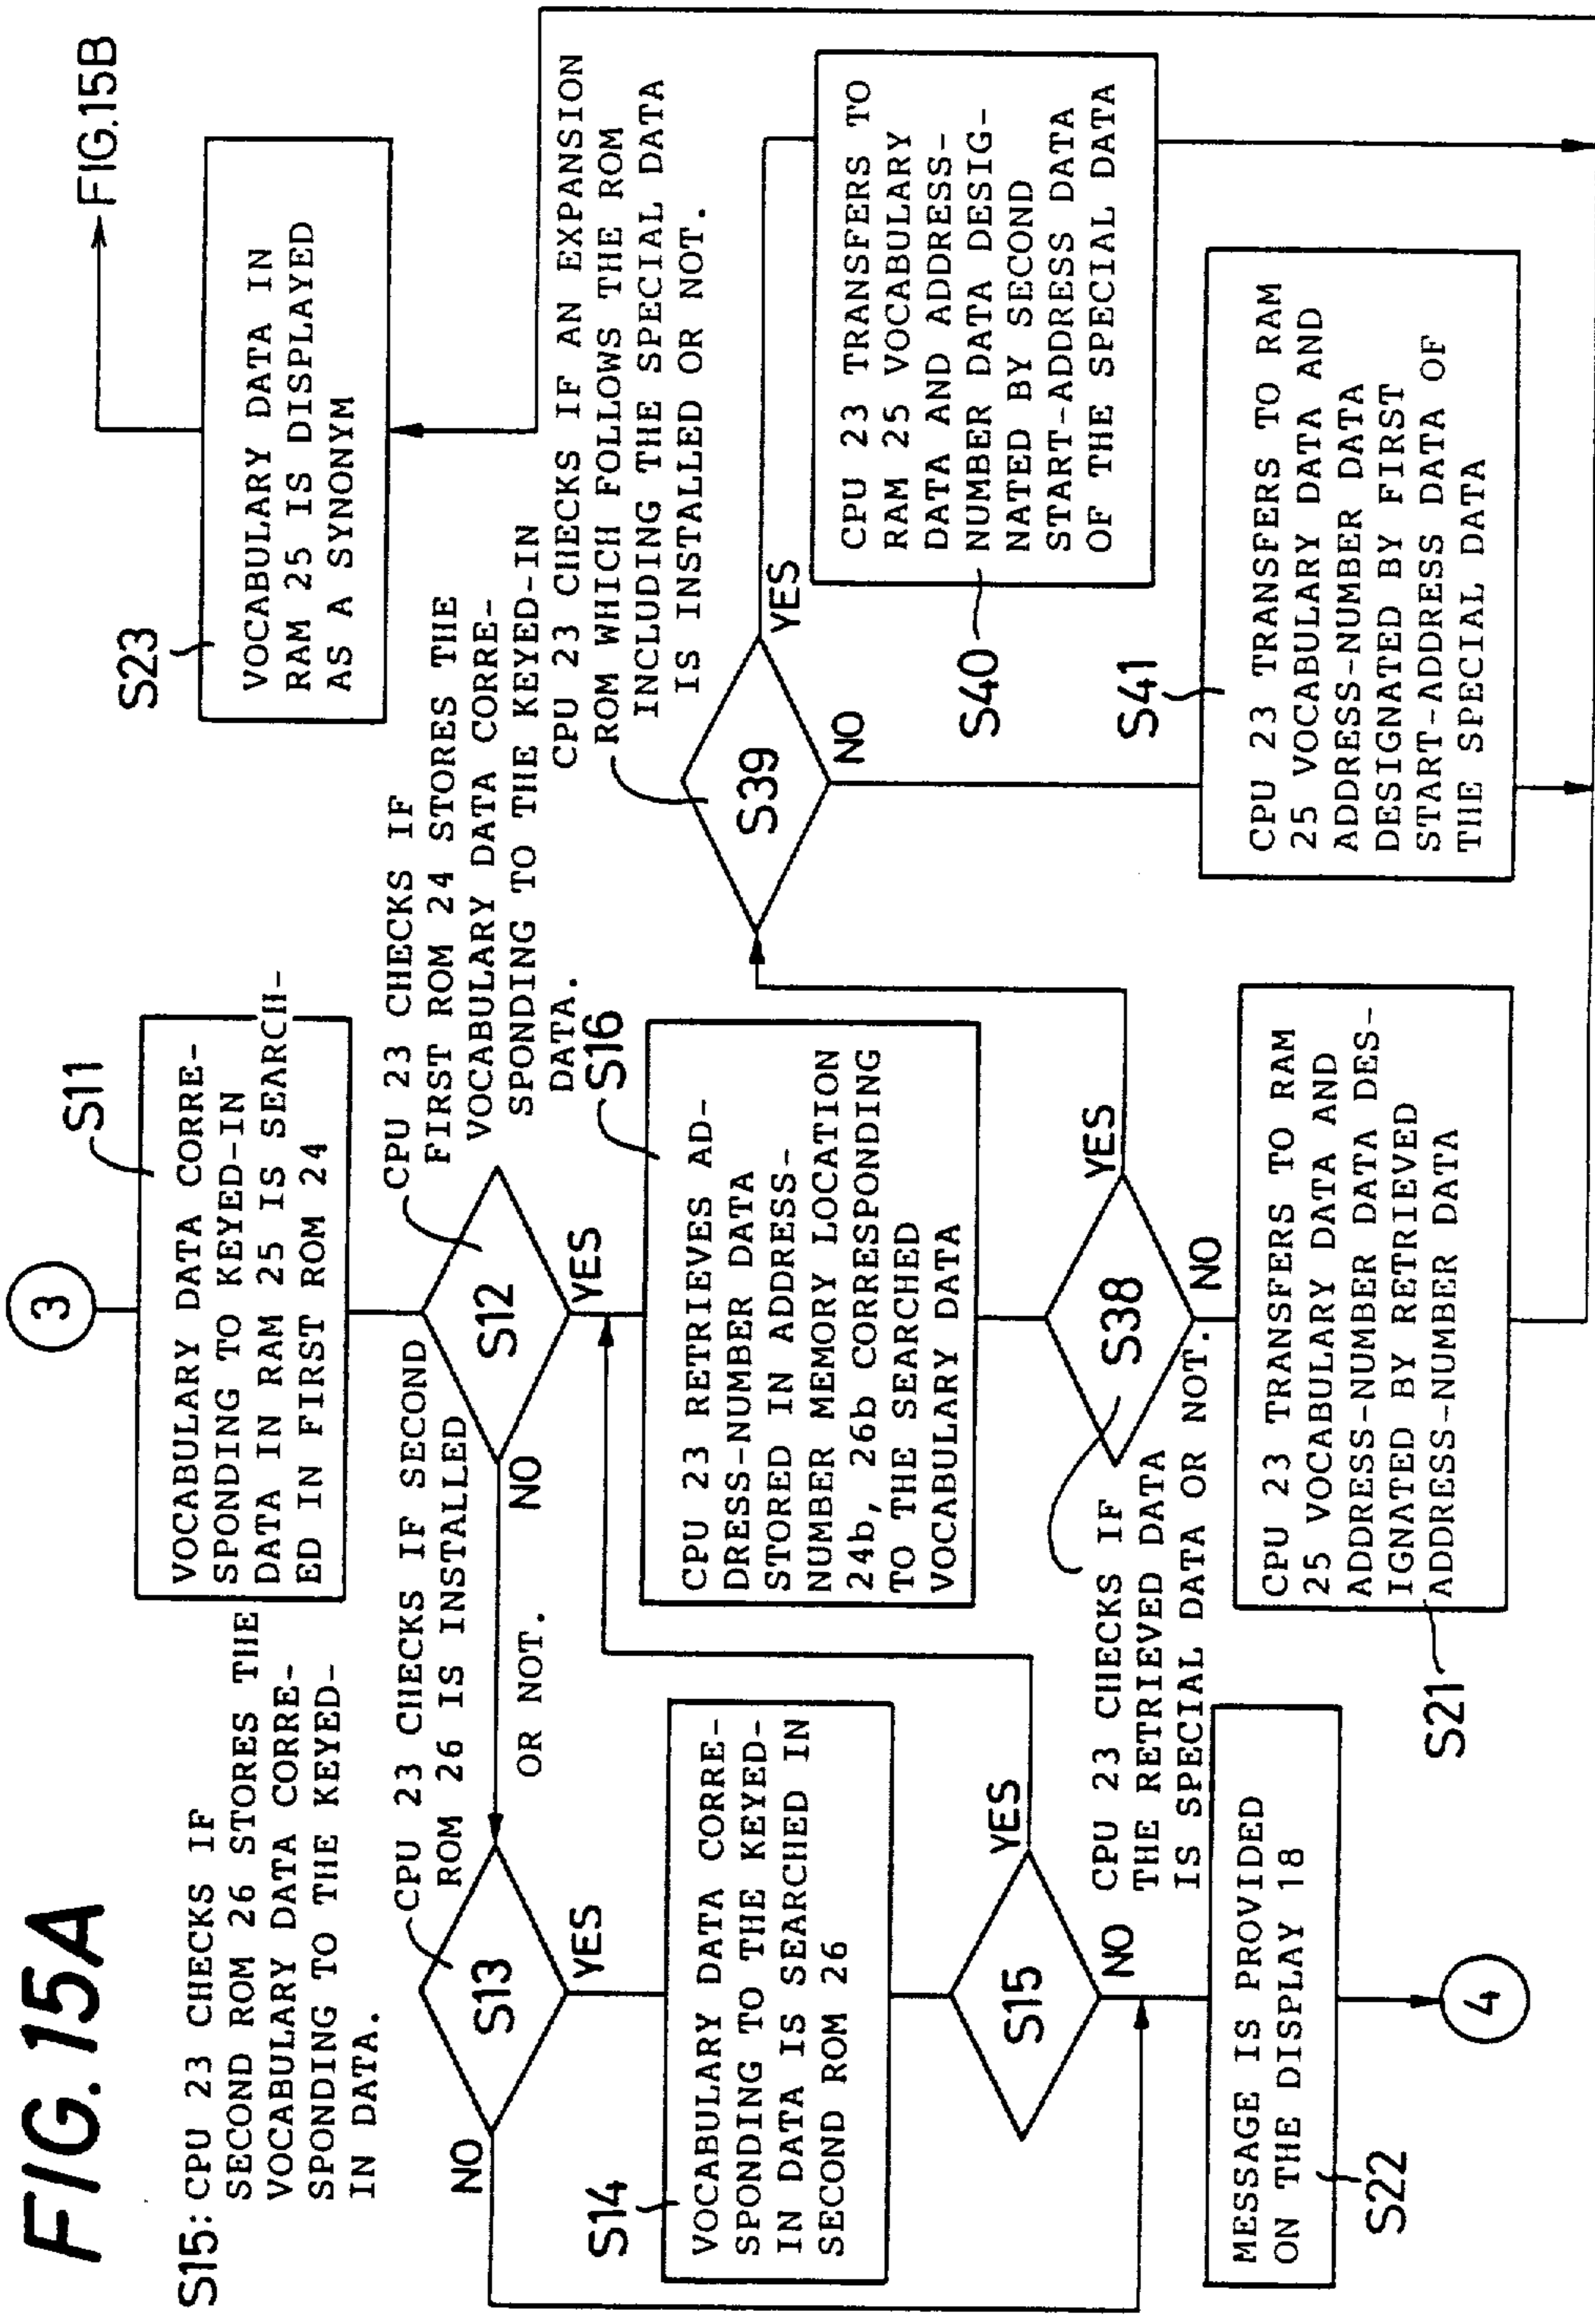 FIG. 15A
S15: CPU 23 CHECKS IF
SECOND ROM 26 STORES THE
VOCABULARY DATA CORRE-
SPONDING TO THE KEYED-
IN DATA.
3
S11
VOCABULARY DATA CORRE-
SPONDING TO KEYED-IN
DATA IN RAM 25 IS SEARCH-
ED IN FIRST ROM 24
CPU 23 CHECKS IF
FIRST ROM 24 STORES THE
VOCABULARY DATA CORRE-
SPONDING TO THE KEYED-IN
DATA.
S12
NO
YES
CPU 23 CHECKS IF SECOND
ROM 26 IS INSTALLED
OR NOT.
S13
NO
YES
S14
VOCABULARY DATA CORRE-
SPONDING TO THE KEYED-
IN DATA IS SEARCHED IN
SECOND ROM 26
S15
YES
NO
S22
MESSAGE IS PROVIDED
ON THE DISPLAY 18
4
S16
CPU 23 RETRIEVES AD-
DRESS-NUMBER DATA
STORED IN ADDRESS-
NUMBER MEMORY LOCATION
24b, 26b CORRESPONDING
TO THE SEARCHED
VOCABULARY DATA
S38
YES
NO
CPU 23 CHECKS IF
THE RETRIEVED DATA
IS SPECIAL DATA OR NOT.
S21
CPU 23 TRANSFERS TO RAM
25 VOCABULARY DATA AND
ADDRESS-NUMBER DATA DES-
IGNATED BY RETRIEVED
ADDRESS-NUMBER DATA
S23
VOCABULARY DATA IN
RAM 25 IS DISPLAYED
AS A SYNONYM
FIG.15B
CPU 23 CHECKS IF AN EXPANSION
ROM WHICH FOLLOWS THE ROM
INCLUDING THE SPECIAL DATA
IS INSTALLED OR NOT.
S39
YES
NO
S40
CPU 23 TRANSFERS TO
RAM 25 VOCABULARY
DATA AND ADDRESS-
NUMBER DATA DESIG-
NATED BY SECOND
START-ADDRESS DATA
OF THE SPECIAL DATA
S41
CPU 23 TRANSFERS TO RAM
25 VOCABULARY DATA AND
ADDRESS-NUMBER DATA
DESIGNATED BY FIRST
START-ADDRESS DATA OF
THE SPECIAL DATA